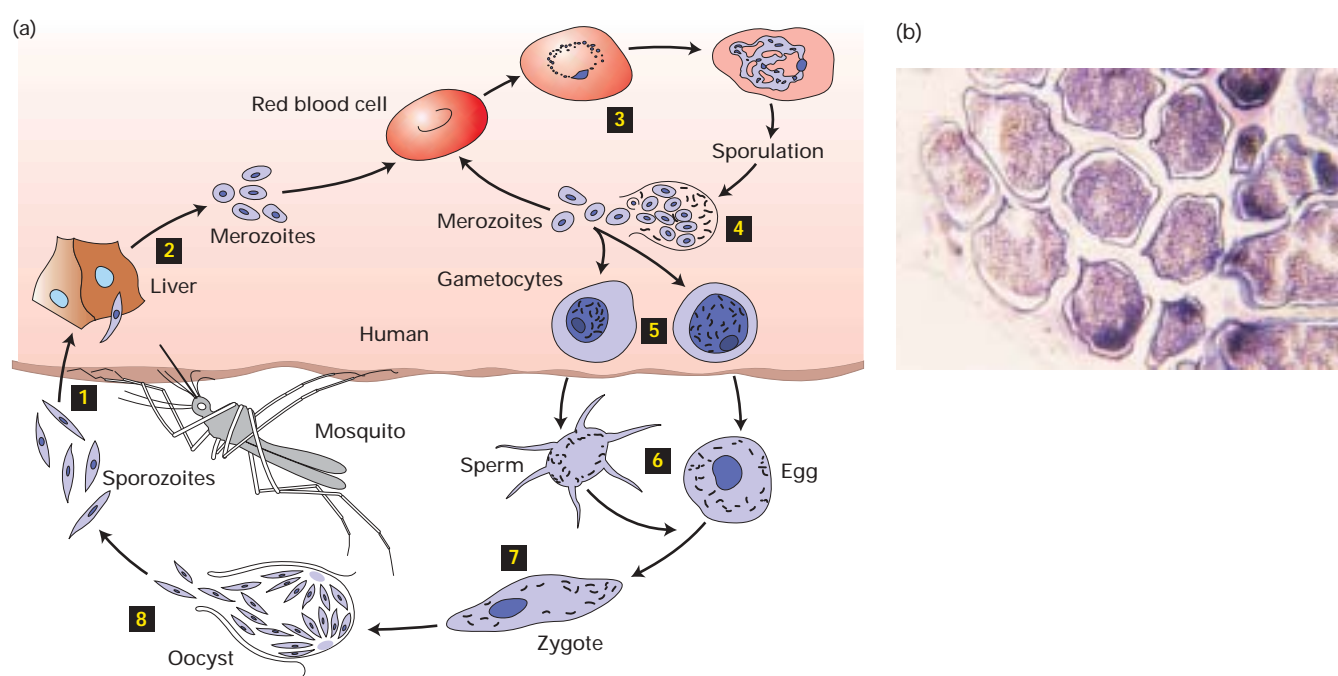 (a)
(b)
Red blood cell
3
Sporulation
Merozoites
4
Merozoites
2
Liver
Gametocytes
5
Human
1
Mosquito
Sperm
6
Egg
Sporozoites
7
8
Zygote
Oocyst